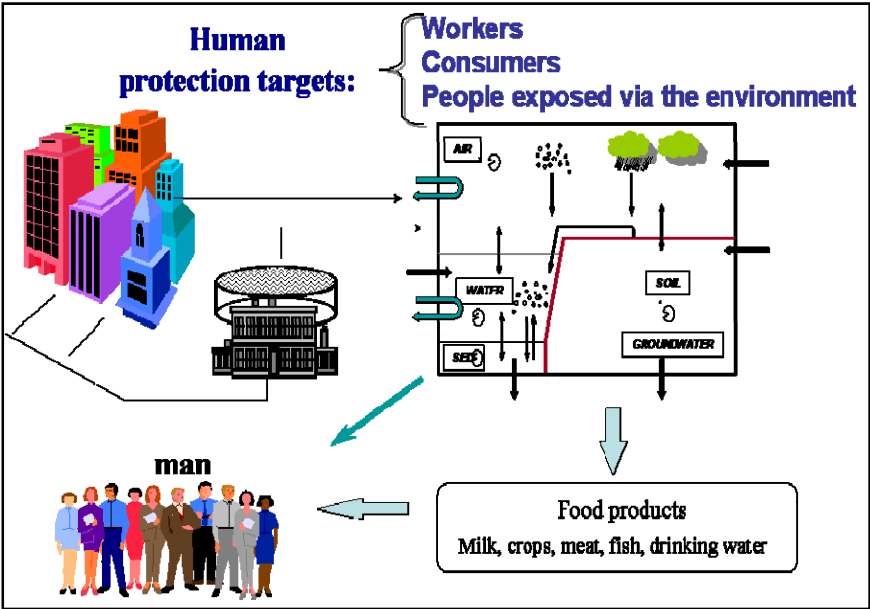 Human
protection targets:
Workers
Consumers
People exposed via the environment
AIR
WATER
SOIL
SED
GROUNDWATER
man
Food products
Milk, crops, meat, fish, drinking water